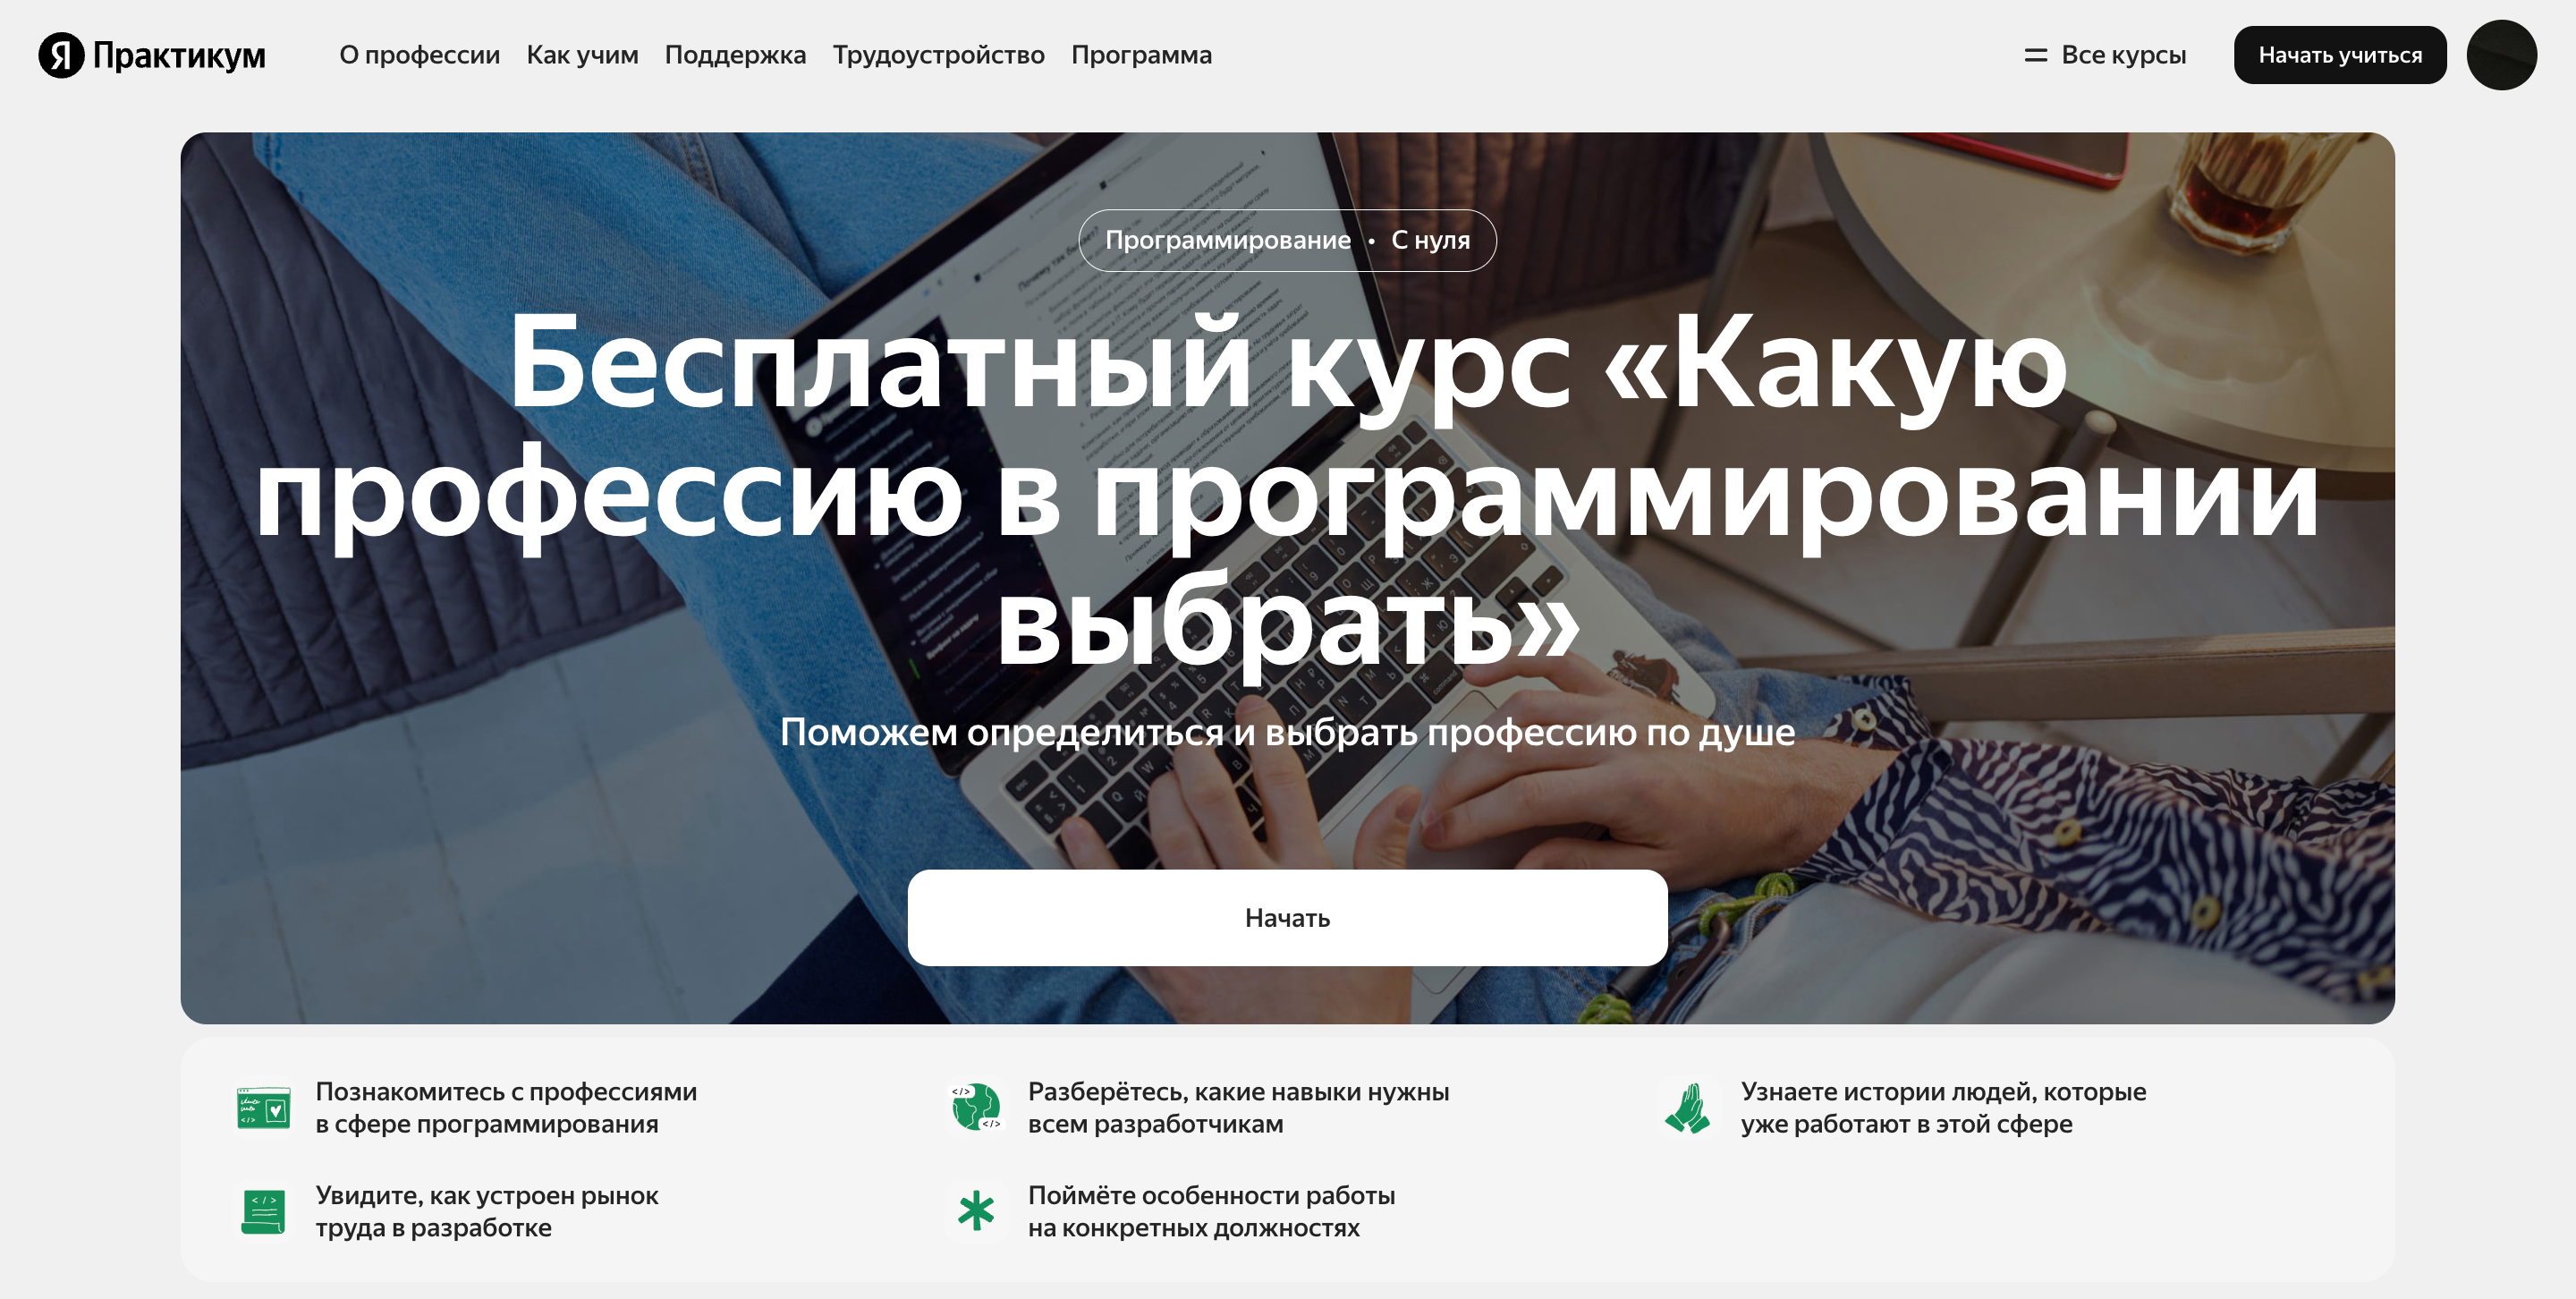 Я Практикум
О профессии Как учим Поддержка Трудоустройство Программа
Все курсы
Начать учиться
Программирование • С нуля
Бесплатный курс «Какую
профессию в программировании
выбрать»
Поможем определиться и выбрать профессию по душе
Начать
Познакомитесь с профессиями
в сфере программирования
Разберётесь, какие навыки нужны
всем разработчикам
Узнаете истории людей, которые
уже работают в этой сфере
Увидите, как устроен рынок
труда в разработке
Поймёте особенности работы
на конкретных должностях